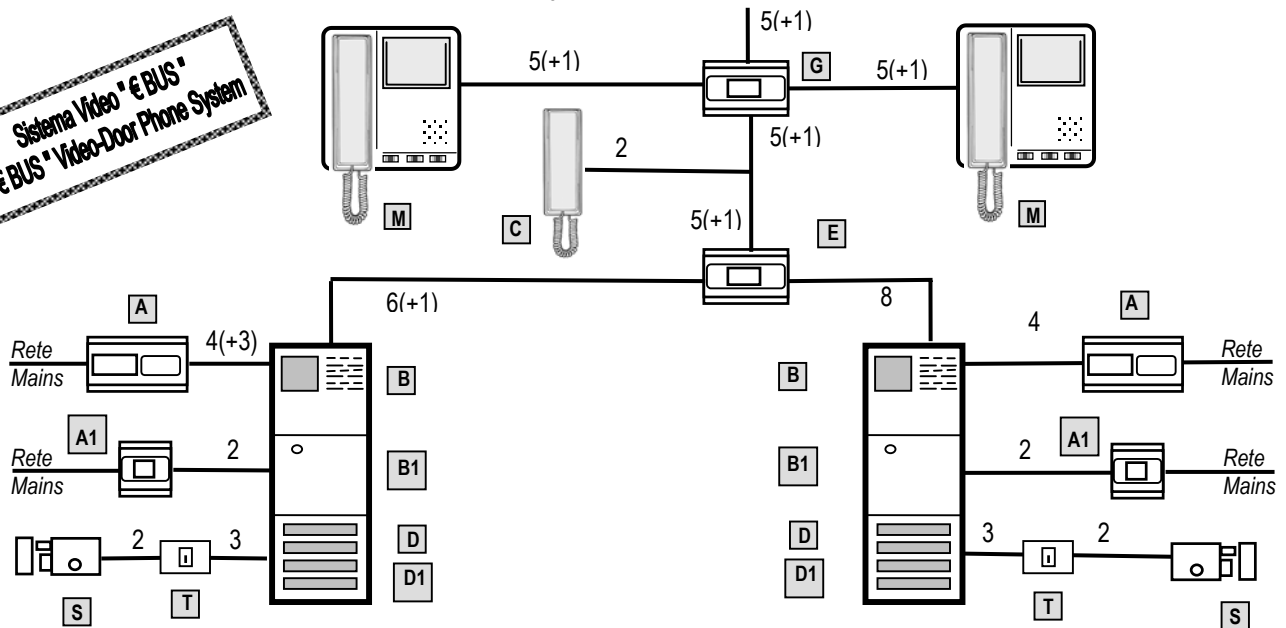 5(+1)
Sistema Video " € BUS "
€ BUS " Video-Door Phone System
5(+1)
G
5(+1)
2
5(+1)
M
C
5(+1)
E
M
6(+1)
8
A
4(+3)
4
A
Rete
Mains
B
B
Rete
Mains
A1
2
B1
B1
2
A1
Rete
Mains
Rete
Mains
2
3
D
D
3
2
D1
D1
S
T
T
S